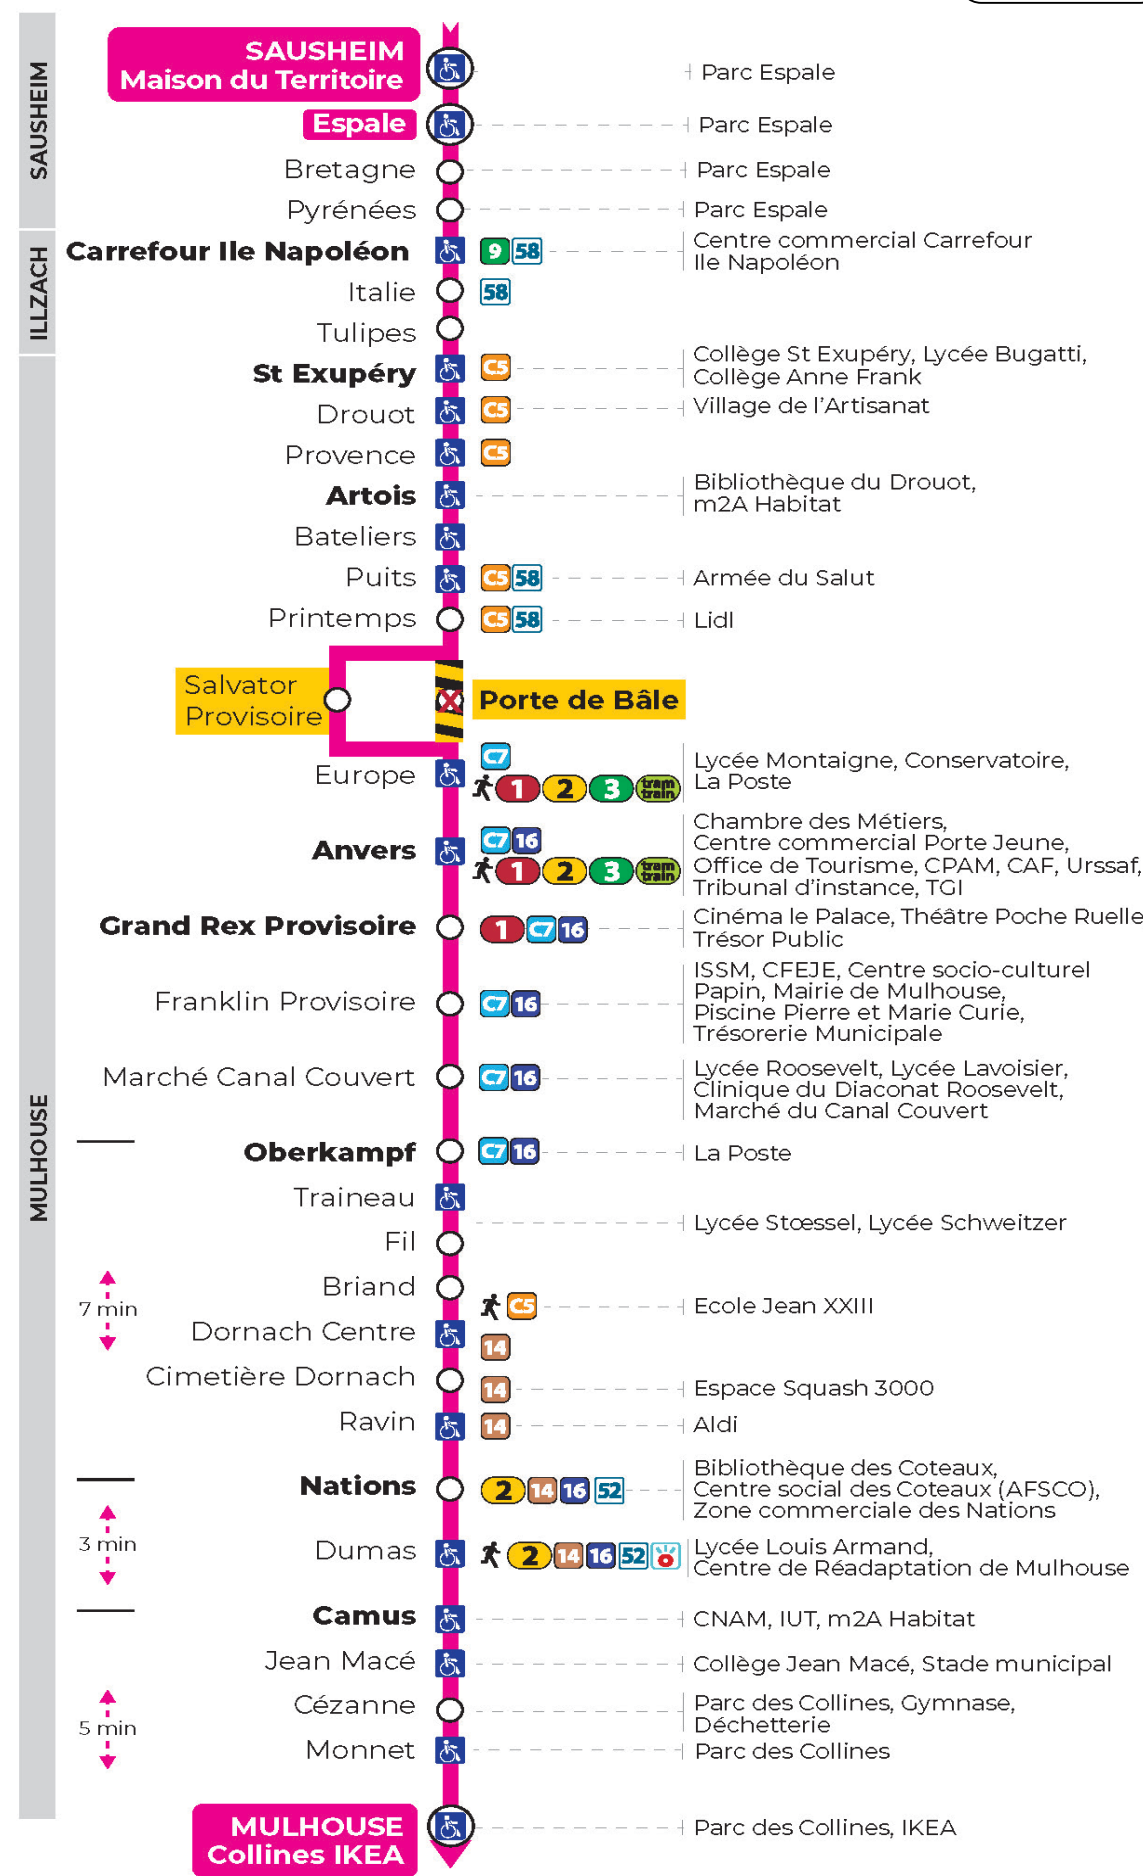 SAUSHEIM
SAUSHEIM
Maison du Territoire
Parc Espale
Espale
Parc Espale
Bretagne
Parc Espale
Pyrénées
Parc Espale
ILLZACH
Carrefour Ile Napoléon
9 58
Centre commercial Carrefour
Ile Napoléon
Italie
58
Tulipes
MULHOUSE
St Exupéry
C5
Collège St Exupéry, Lycée Bugatti,
Collège Anne Frank
Drouot
C5
Village de l'Artisanat
Provence
C5
Artois
Bibliothèque du Drouot,
m2A Habitat
Bateliers
Puits
C5 58
Armée du Salut
Printemps
C5 58
Lidl
Salvator
Provisoire
Porte de Bâle
Europe
C7
1 2 3 tram train
Lycée Montaigne, Conservatoire,
La Poste
Anvers
C7 16
1 2 3 tram train
Chambre des Métiers,
Centre commercial Porte Jeune,
Office de Tourisme, CPAM, CAF, Urssaf,
Tribunal d'instance, TGI
Grand Rex Provisoire
1 C7 16
Cinéma le Palace, Théâtre Poche Ruelle
Trésor Public
Franklin Provisoire
C7 16
ISSM, CFEJE, Centre socio-culturel
Papin, Mairie de Mulhouse,
Piscine Pierre et Marie Curie,
Trésorerie Municipale
Marché Canal Couvert
C7 16
Lycée Roosevelt, Lycée Lavoisier,
Clinique du Diaconat Roosevelt,
Marché du Canal Couvert
Oberkampf
C7 16
La Poste
Traineau
Lycée Stœssel, Lycée Schweitzer
Fil
Briand
7 min
C5
Ecole Jean XXIII
Dornach Centre
14
Cimetière Dornach
14
Espace Squash 3000
Ravin
14
Aldi
Nations
2 14 16 52
Bibliothèque des Coteaux,
Centre social des Coteaux (AFSCO),
Zone commerciale des Nations
3 min
Dumas
2 14 16 52
Lycée Louis Armand,
Centre de Réadaptation de Mulhouse
Camus
CNAM, IUT, m2A Habitat
Jean Macé
Collège Jean Macé, Stade municipal
Cézanne
Parc des Collines, Gymnase,
Déchetterie
5 min
Monnet
Parc des Collines
MULHOUSE
Collines IKEA
Parc des Collines, IKEA